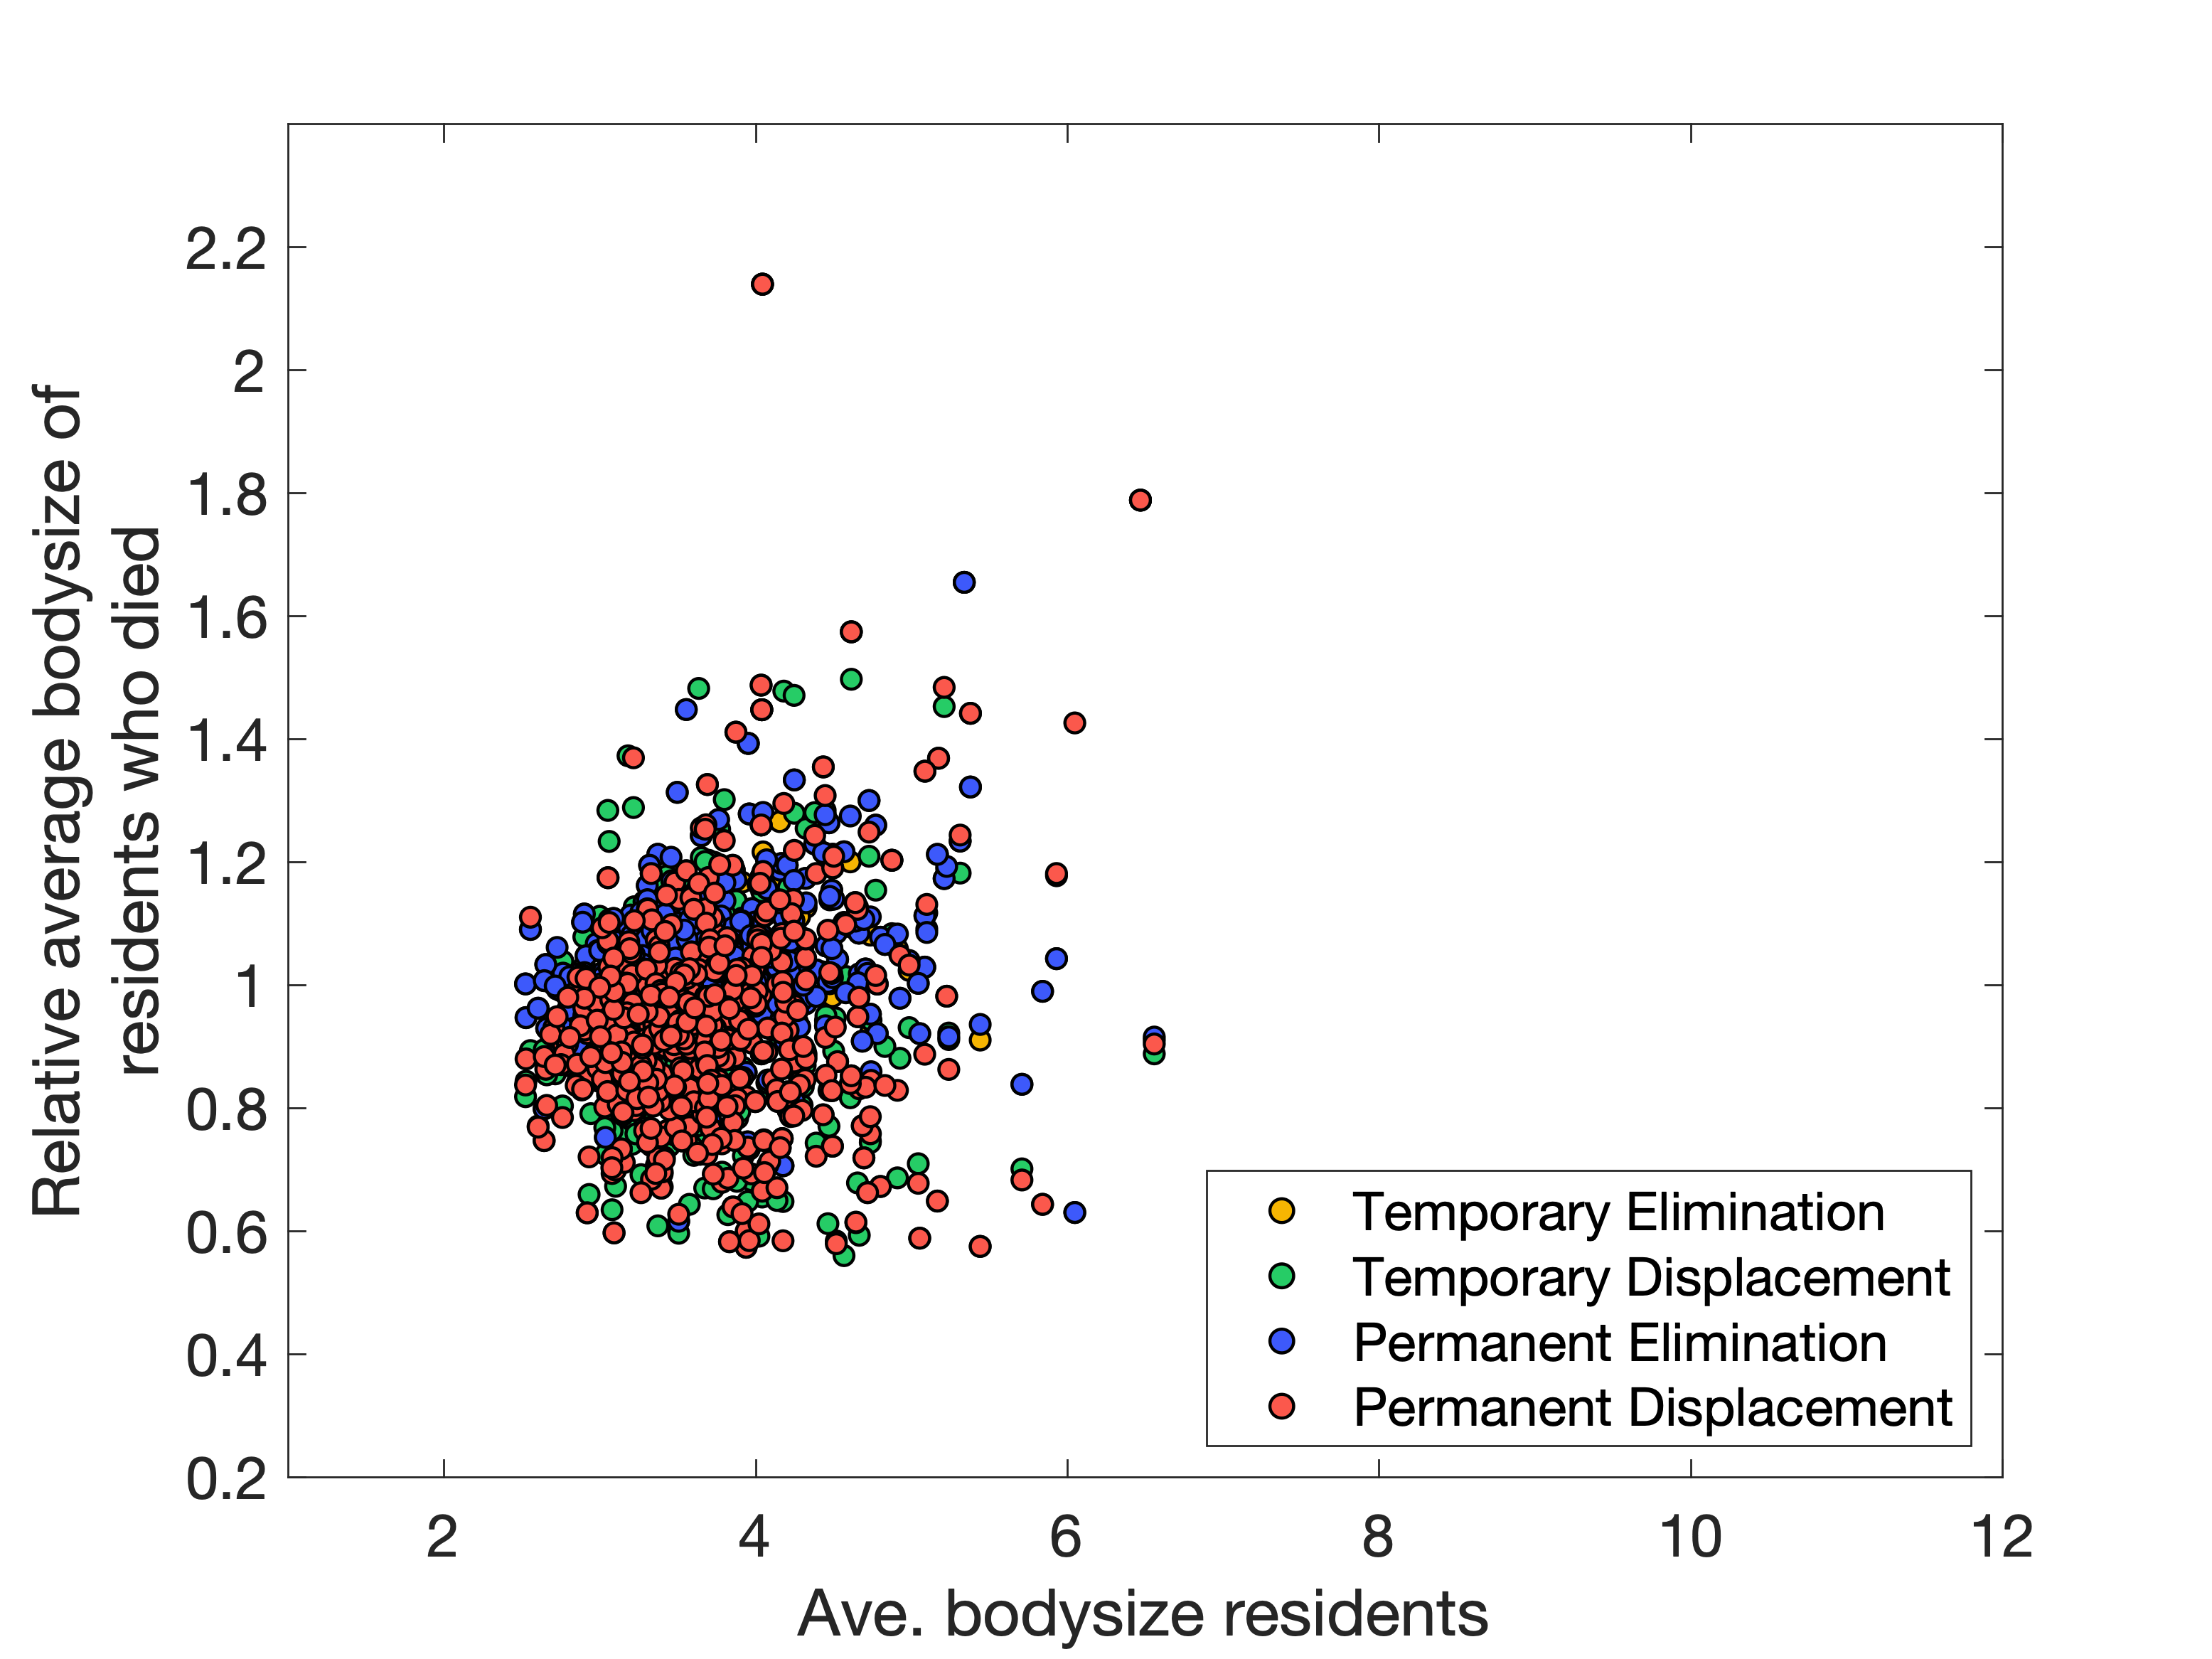 Relative average bodysize of
residents who died
2.2
2
1.8
1.6
1.4
1.2
1
0.8
0.6
0.4
0.2
Temporary Elimination
Temporary Displacement
Permanent Elimination
Permanent Displacement
2 4 6 8 10 12
Ave. bodysize residents